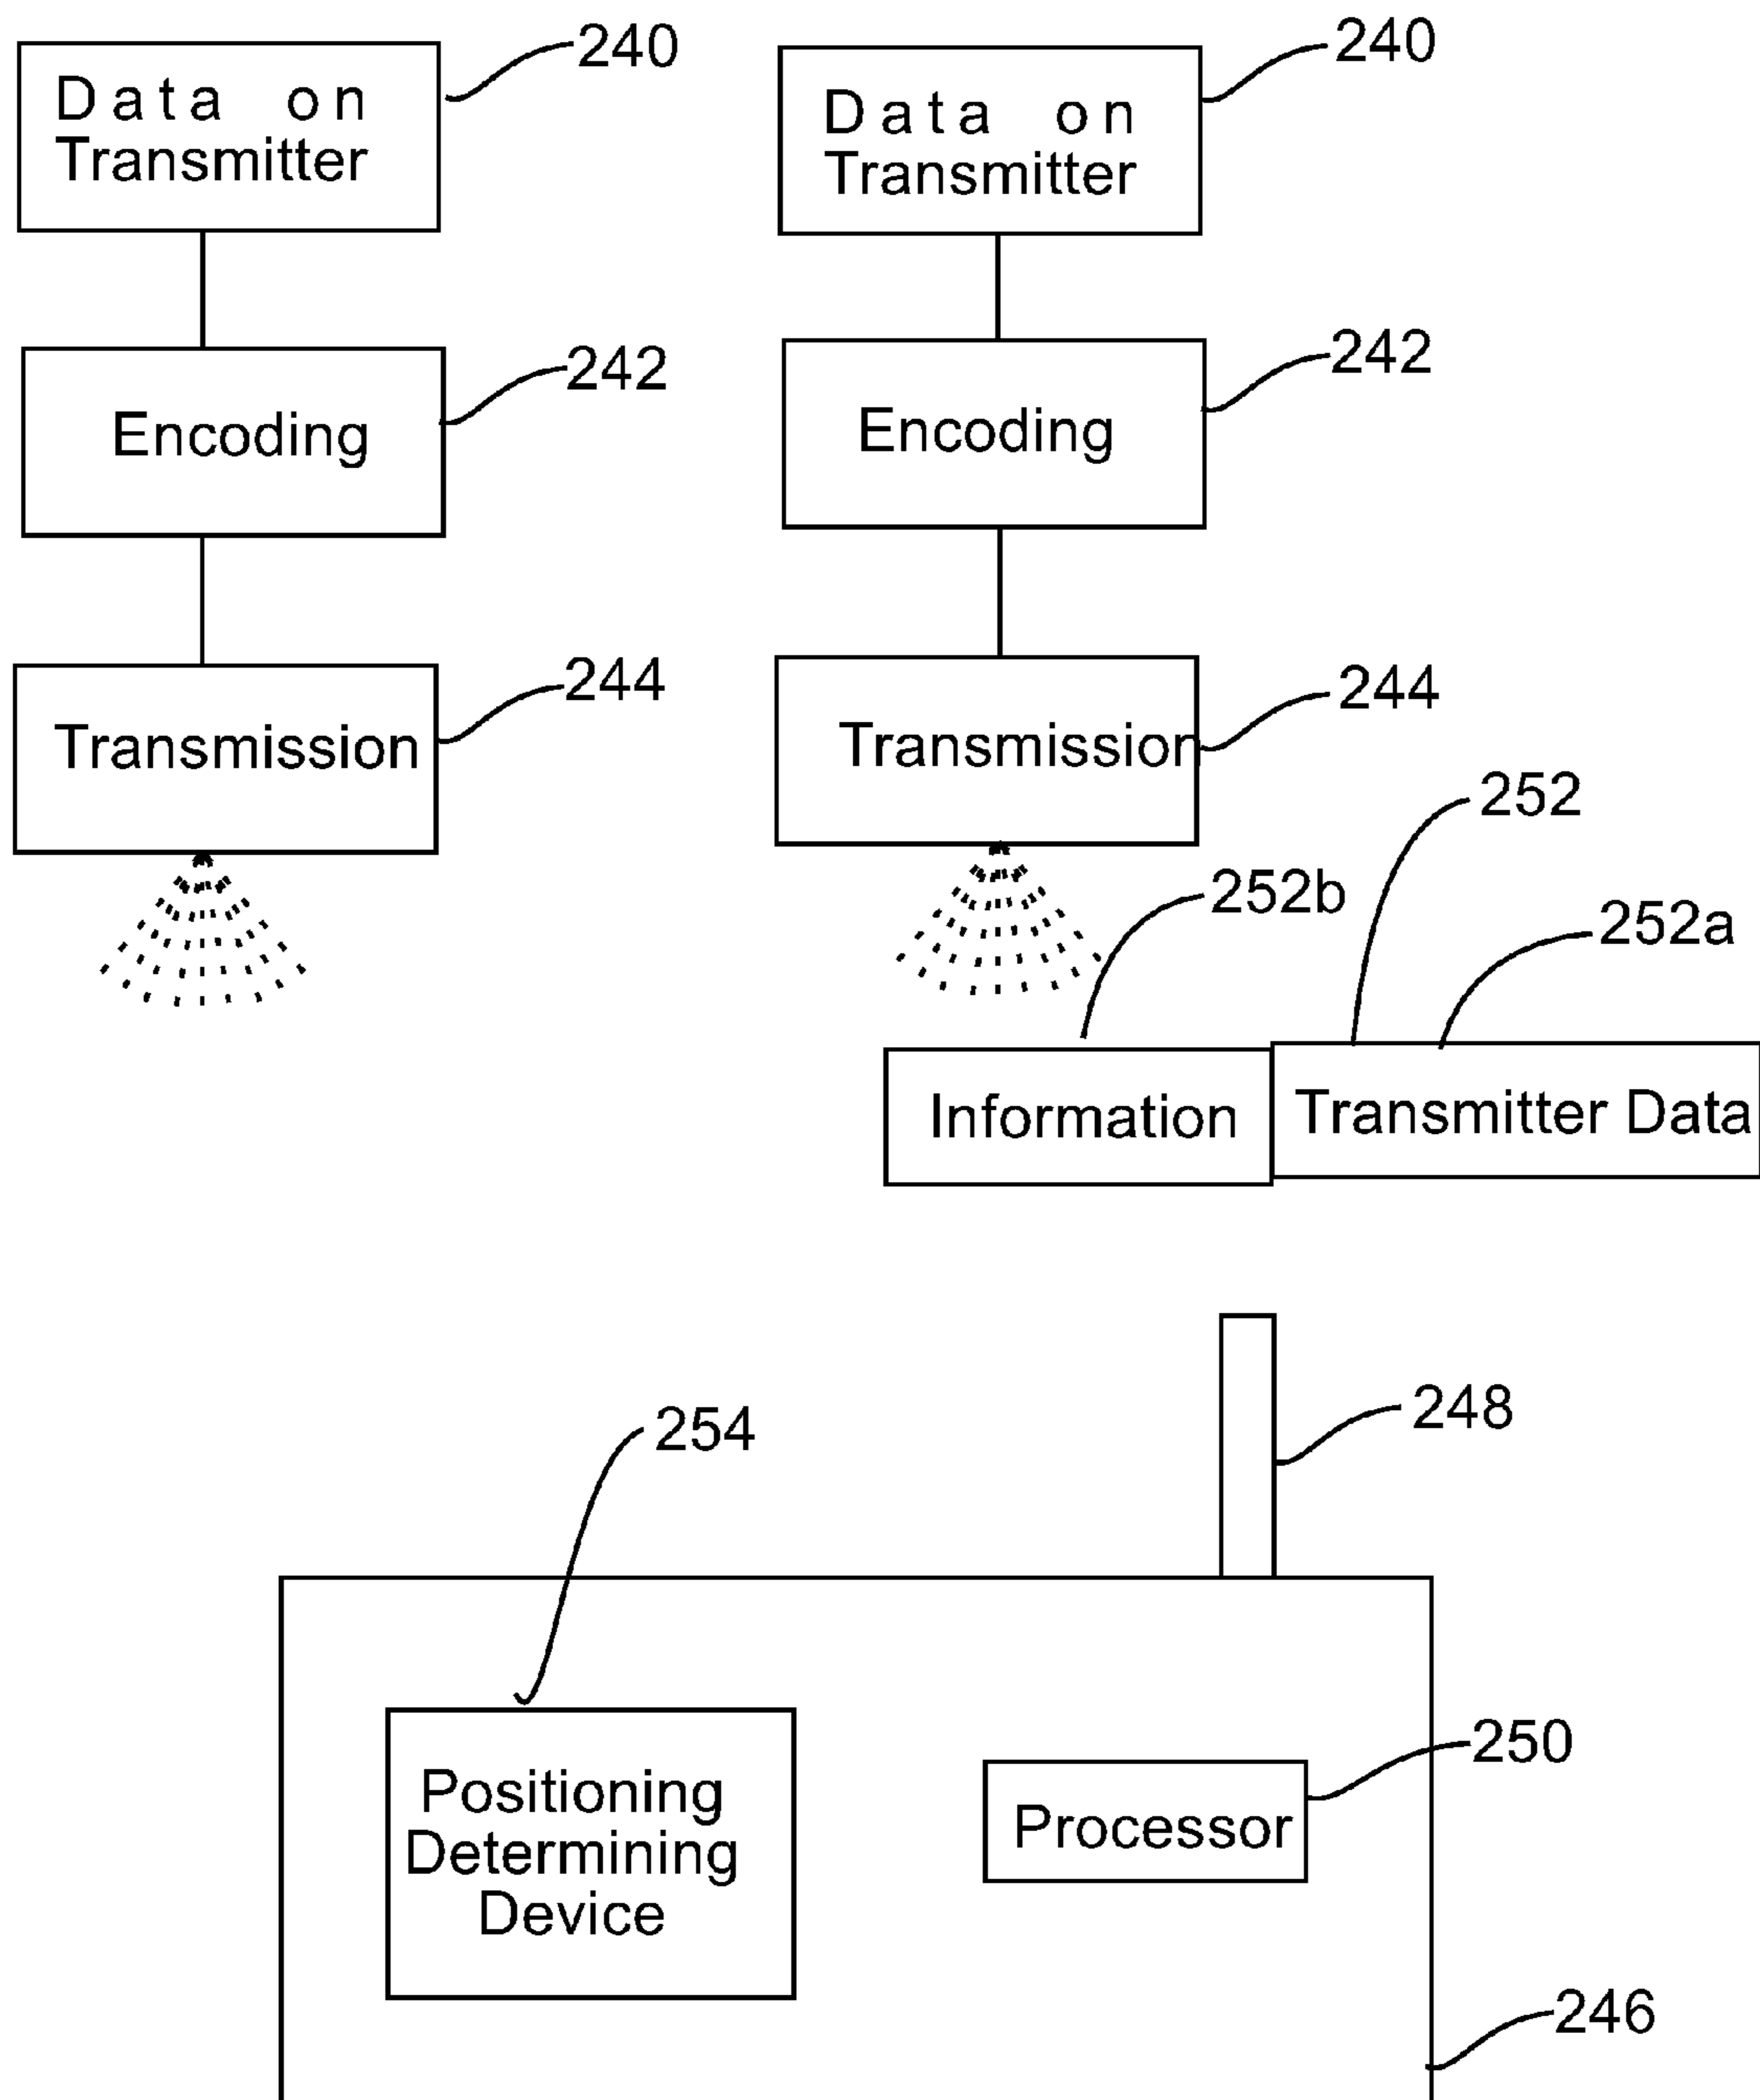 240
240
Data on
Transmitter
Data on
Transmitter
242
242
Encoding
Encoding
244
244
Transmission
Transmission
252
252b
252a
Information
Transmitter Data
248
254
250
Positioning
Determining
Device
Processor
246